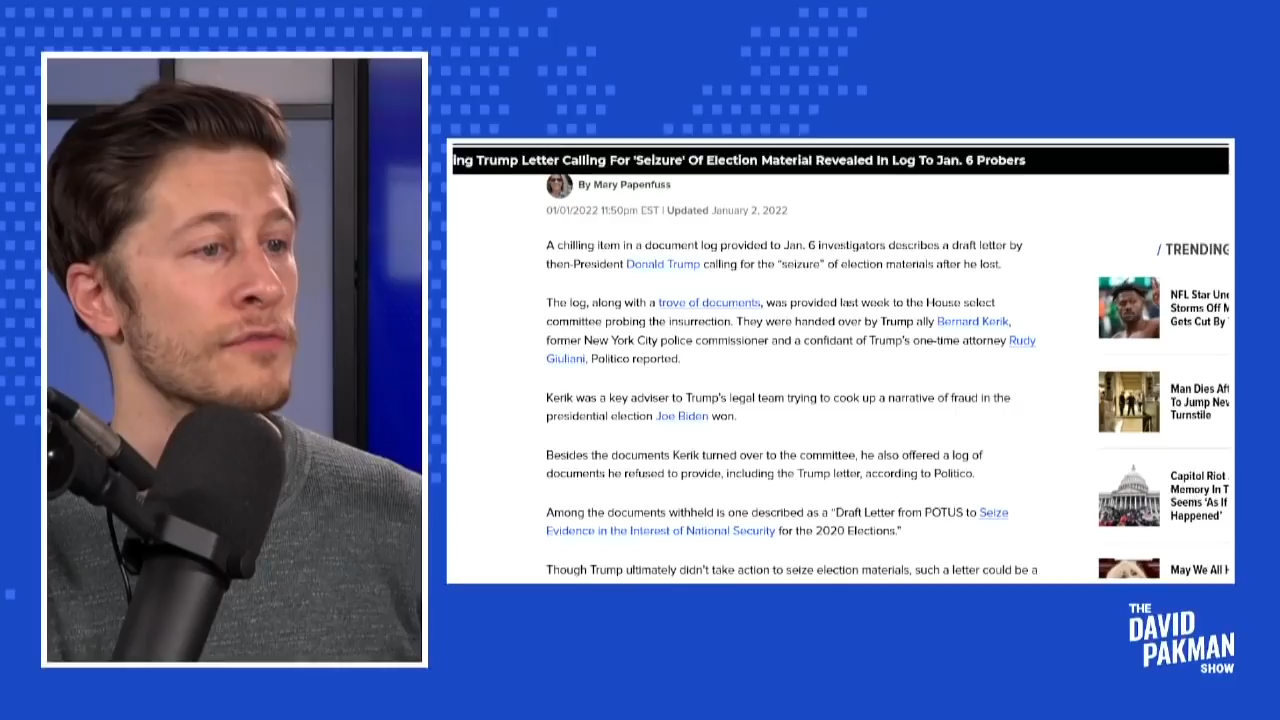 ing Trump Letter Calling For 'Seizure' Of Election Material Revealed In Log To Jan. 6 Probers
By Mary Papenfuss
01/01/2022 11:50pm EST | Updated January 2, 2022
A chilling item in a document log provided to Jan. 6 investigators describes a draft letter by
then-President Donald Trump calling for the “seizure” of election materials after he lost.
The log, along with a trove of documents, was provided last week to the House select
committee probing the insurrection. They were handed over by Trump ally Bernard Kerik,
former New York City police commissioner and a confidant of Trump's one-time attorney Rudy
Giuliani, Politico reported.
Kerik was a key adviser to Trump's legal team trying to cook up a narrative of fraud in the
presidential election Joe Biden won.
Besides the documents Kerik turned over to the committee, he also offered a log of
documents he refused to provide, including the Trump letter, according to Politico.
Among the documents withheld is one described as a “Draft Letter from POTUS to Seize
Evidence in the Interest of National Security for the 2020 Elections.”
Though Trump ultimately didn't take action to seize election materials, such a letter could be a
/ TRENDING
NFL Star Un
Storms Off
Gets Cut By
Man Dies Af
To Jump Ne
Turnstile
Capitol Riot
Memory In T
Seems 'As If
Happened'
May We All
THE
DAVID
PAKMAN
SHOW